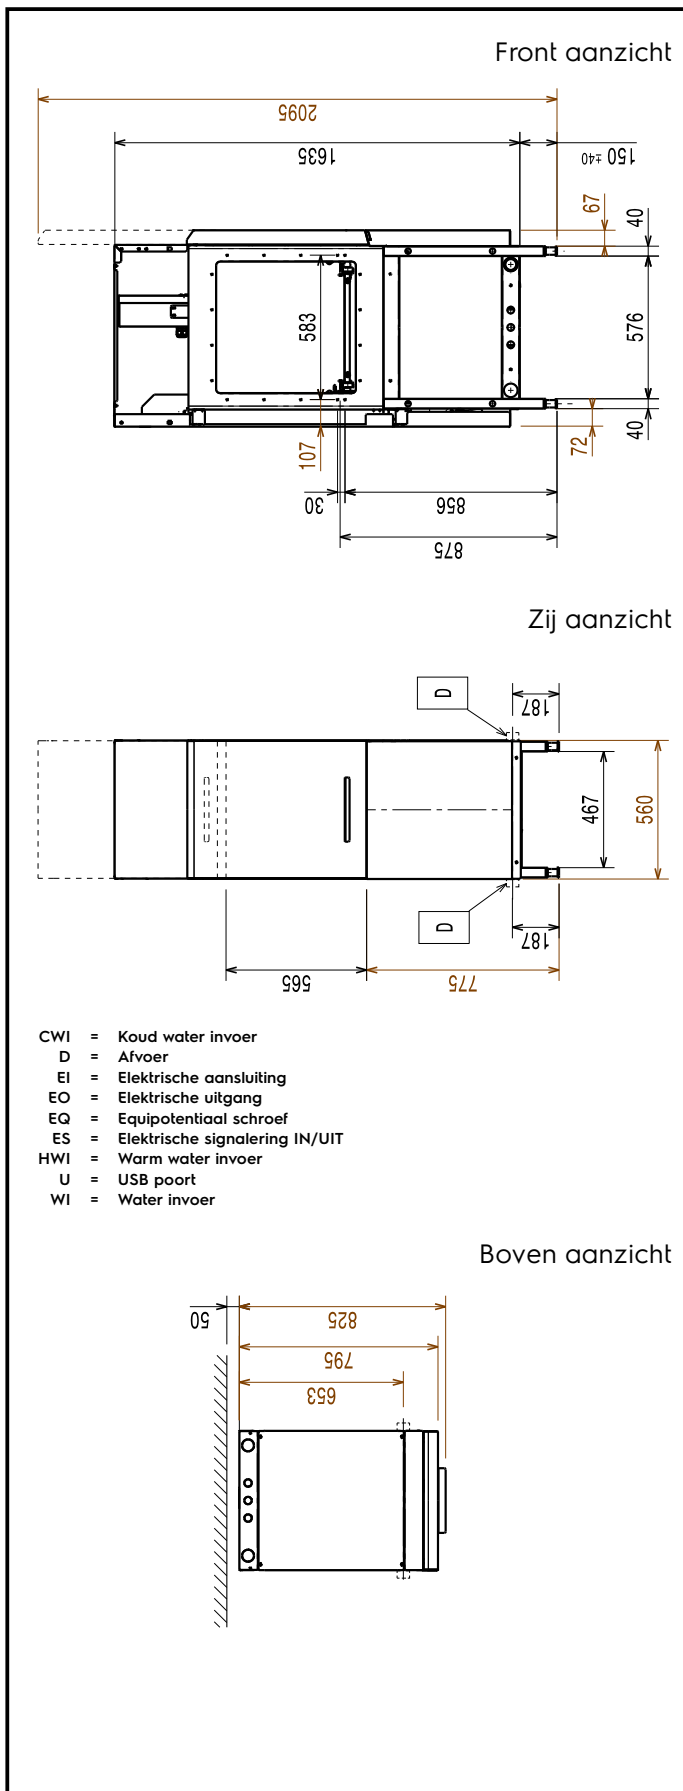 Front aanzicht
2095
1635
150 ±40
67
40
583
576
107
72
40
30
856
875
Zij aanzicht
D
187
467
560
D
187
565
775
CWI = Koud water invoer
D = Afvoer
EI = Elektrische aansluiting
EO = Elektrische uitgang
EQ = Equipotentiaal schroef
ES = Elektrische signalering IN/UIT
HWI = Warm water invoer
U = USB poort
WI = Water invoer
Boven aanzicht
50
825
795
653